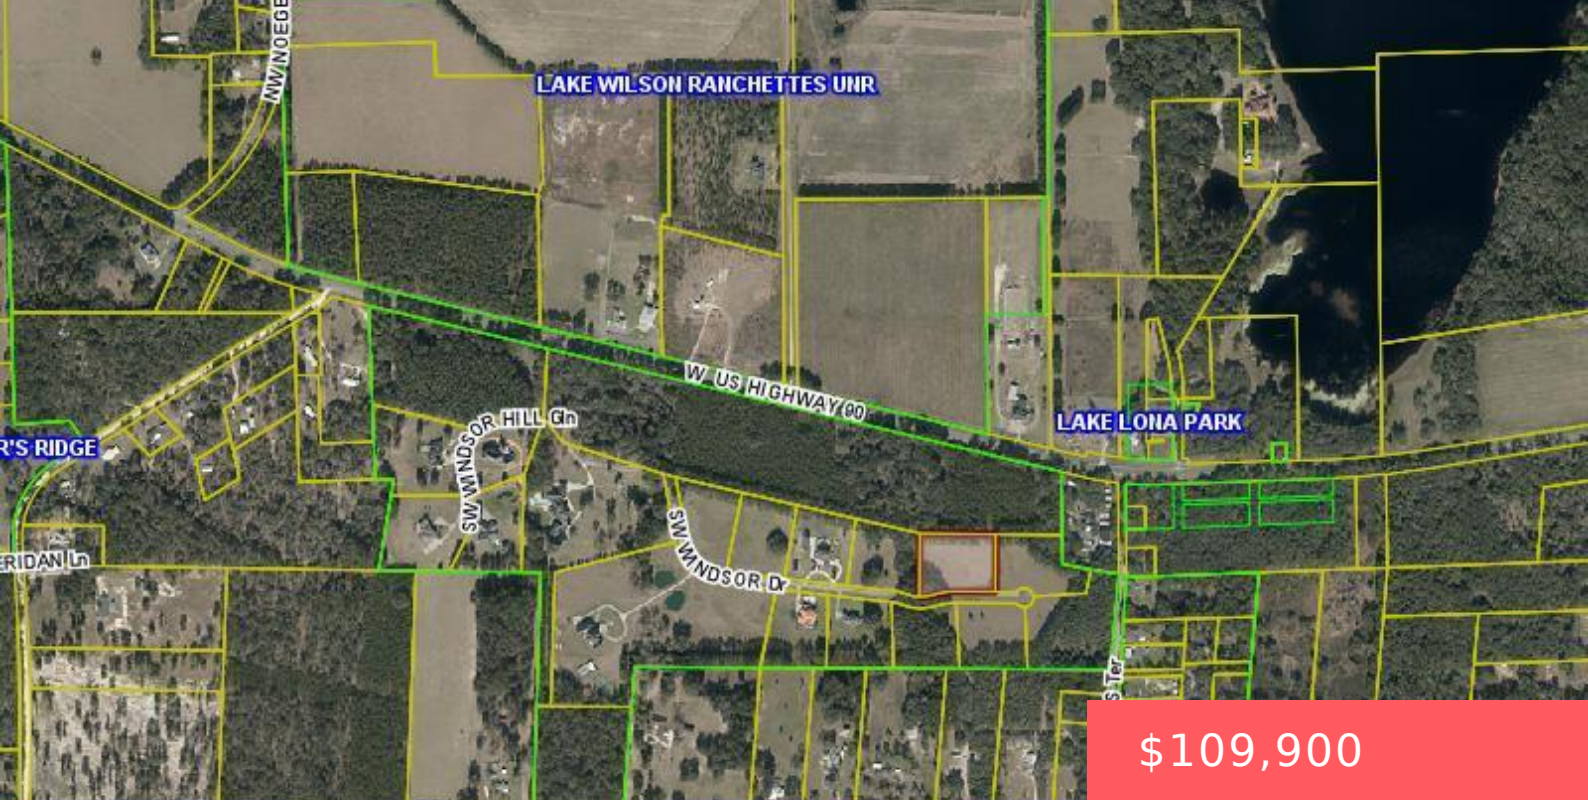 NW NOEGE
LAKE WILSON RANCHETTES UNR
W US HIGHWAY 90
LAKE LONA PARK
SW WINDSOR HILL Gln
R'S RIDGE
SW WINDSOR Dr
ERIDAN Ln
S Ter
$109,900